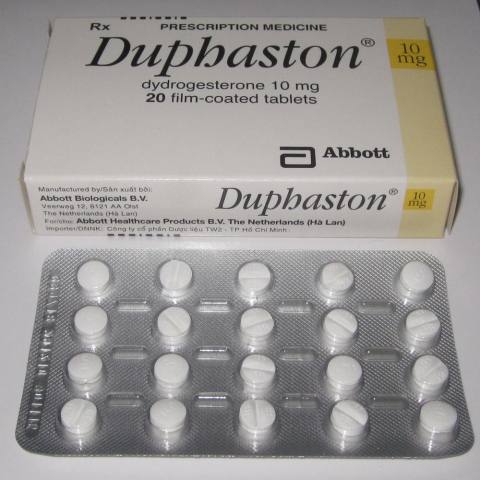 Rx PRESCRIPTION MEDICINE
Duphaston®
10
mg
dydrogesterone 10 mg
20 film-coated tablets
Abbott
Manufactured by/Sản xuất bởi:
Abbott Biologicals B.V.
Veerweg 12, 8121 AA Olst
The Netherlands (Hà Lan)
For/cho: Abbott Healthcare Products B.V. The Netherlands (Hà Lan)
Importer/DNNK: Công ty cổ phần Dược liệu TW2 - TP Hồ Chí Minh
Duphaston®
10
mg